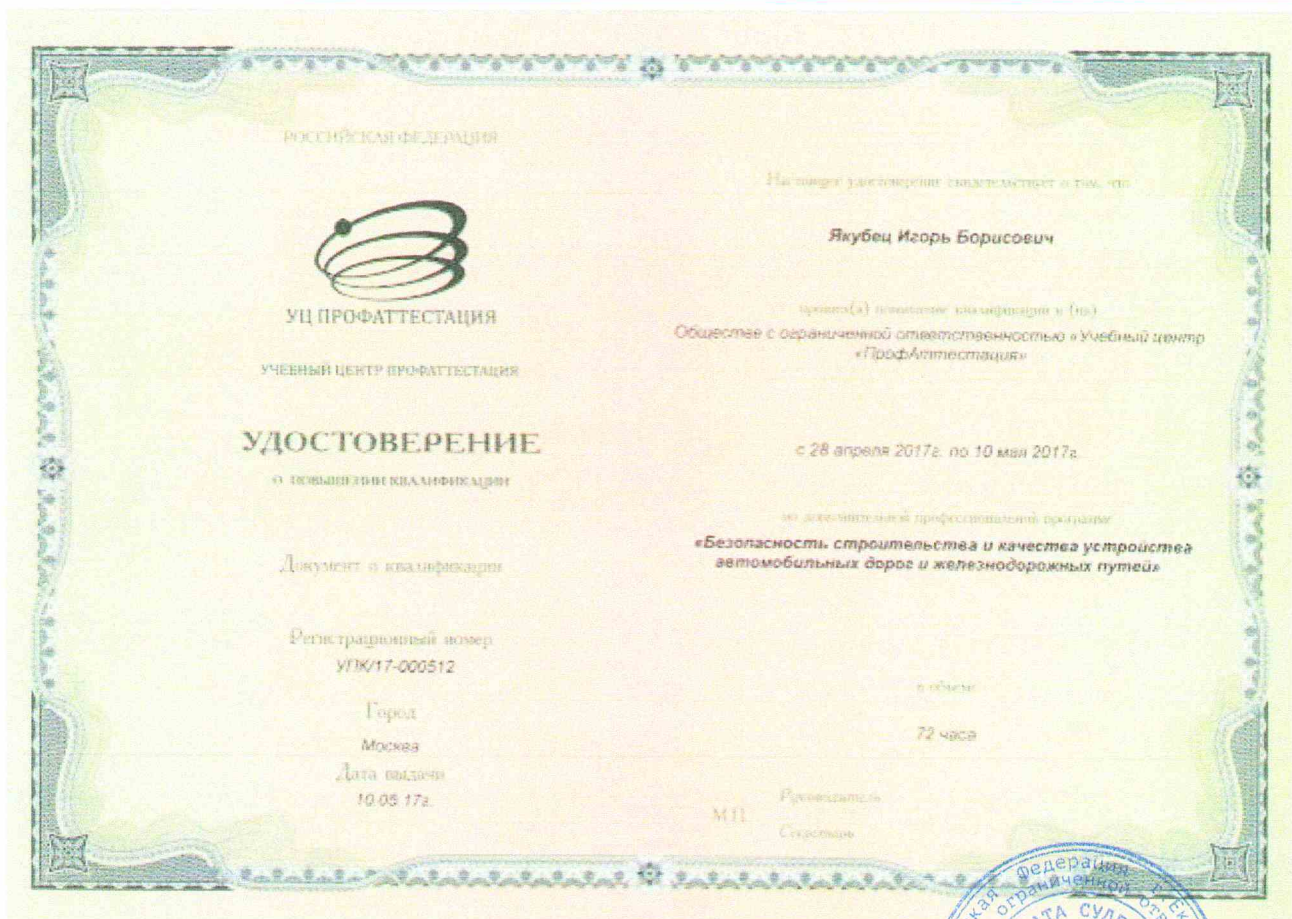 РОССИЙСКАЯ ФЕДЕРАЦИЯ
УЦ ПРОФАТТЕСТАЦИЯ
УЧЕБНЫЙ ЦЕНТР ПРОФАТТЕСТАЦИЯ
УДОСТОВЕРЕНИЕ
О ПОВЫШЕНИИ КВАЛИФИКАЦИИ
Документ о квалификации
Регистрационный номер
УПК/17-000512
Город
Москва
Дата выдачи
10.05.17г.
Настоящее удостоверение свидетельствует о том, что
Якубец Игорь Борисович
прошел(а) повышение квалификации в (на)
Обществе с ограниченной ответственностью «Учебный центр
«ПрофАттестация»
с 28 апреля 2017г. по 10 мая 2017г.
по дополнительной профессиональной программе
«Безопасность строительства и качества устройства
автомобильных дорог и железнодорожных путей»
в объеме
72 часа
М.П.
Руководитель
Секретарь
Федерация
г. Ек
ограниченной